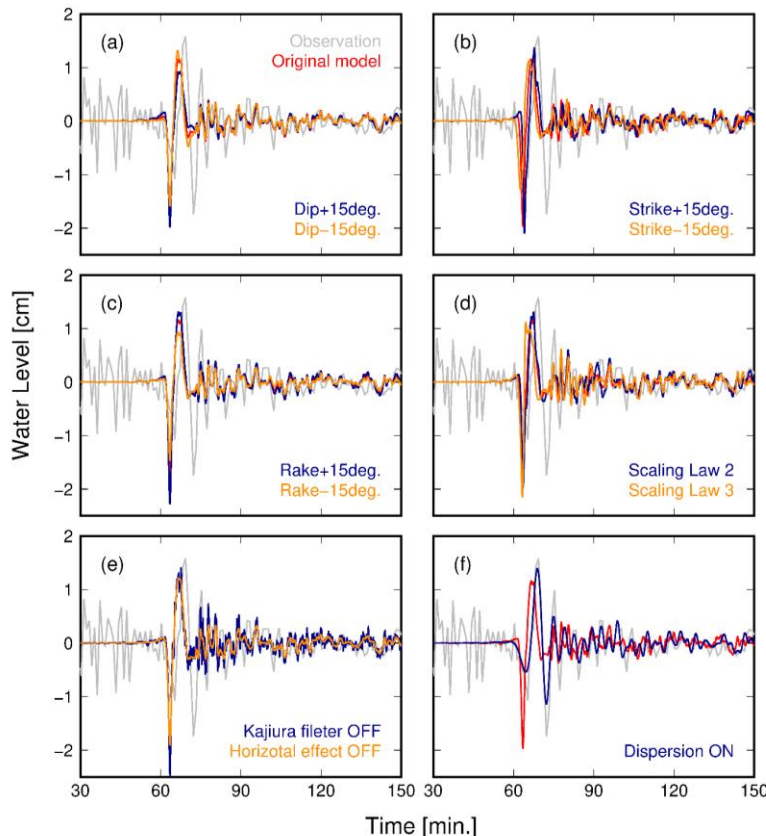 (a)
Observation
Original model
Dip+15deg.
Dip−15deg.
(b)
Strike+15deg.
Strike−15deg.
(c)
Rake+15deg.
Rake−15deg.
(d)
Scaling Law 2
Scaling Law 3
(e)
Kajiura fileter OFF
Horizotal effect OFF
(f)
Dispersion ON
2
1
0
−1
−2
2
1
0
−1
−2
2
1
0
−1
−2
Water Level [cm]
30 60 90 120 150
30 60 90 120 150
Time [min.]